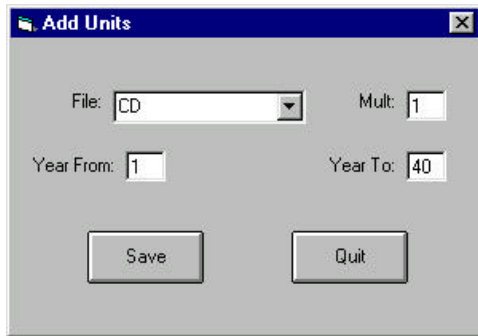 Add Units
File: CD Mult: 1
Year From: 1 Year To: 40
Save Quit